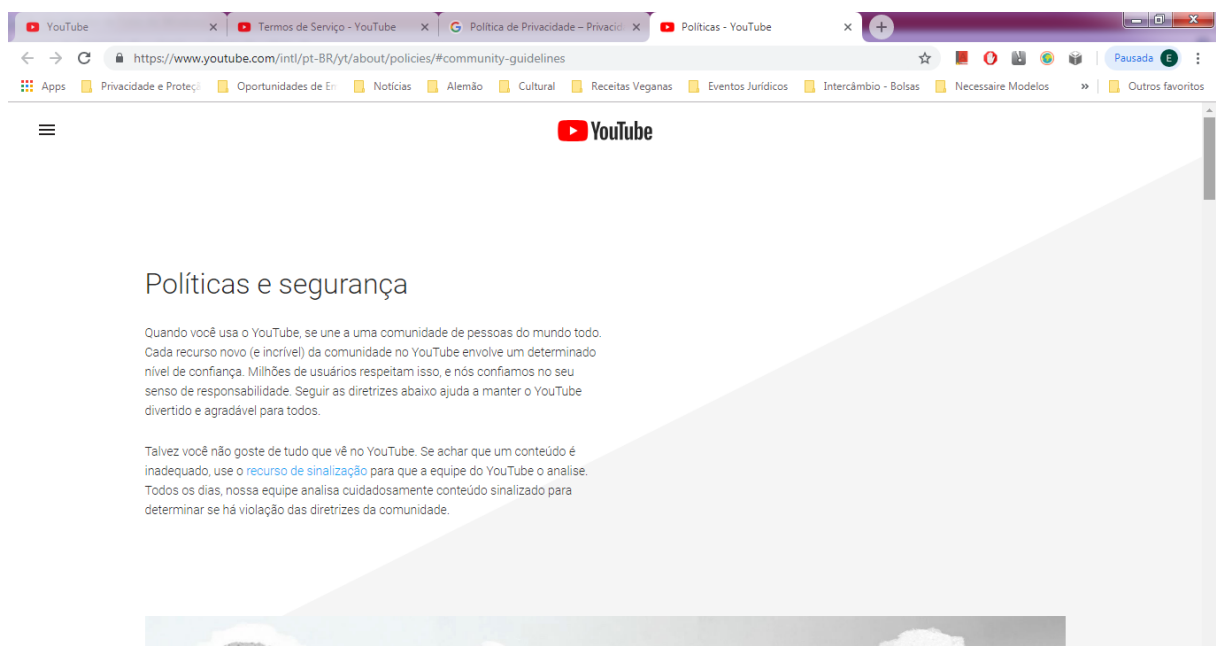 YouTube
Termos de Serviço - YouTube
Política de Privacidade – Privacid
Políticas - YouTube
https://www.youtube.com/intl/pt-BR/yt/about/policies/#community-guidelines
Pausada E
Apps
Privacidade e Proteçã
Oportunidades de Em
Notícias
Alemão
Cultural
Receitas Veganas
Eventos Jurídicos
Intercâmbio - Bolsas
Necessaire Modelos
»
Outros favoritos
YouTube
Políticas e segurança
Quando você usa o YouTube, se une a uma comunidade de pessoas do mundo todo.
Cada recurso novo (e incrível) da comunidade no YouTube envolve um determinado
nível de confiança. Milhões de usuários respeitam isso, e nós confiamos no seu
senso de responsabilidade. Seguir as diretrizes abaixo ajuda a manter o YouTube
divertido e agradável para todos.
Talvez você não goste de tudo que vê no YouTube. Se achar que um conteúdo é
inadequado, use o recurso de sinalização para que a equipe do YouTube o analise.
Todos os dias, nossa equipe analisa cuidadosamente conteúdo sinalizado para
determinar se há violação das diretrizes da comunidade.